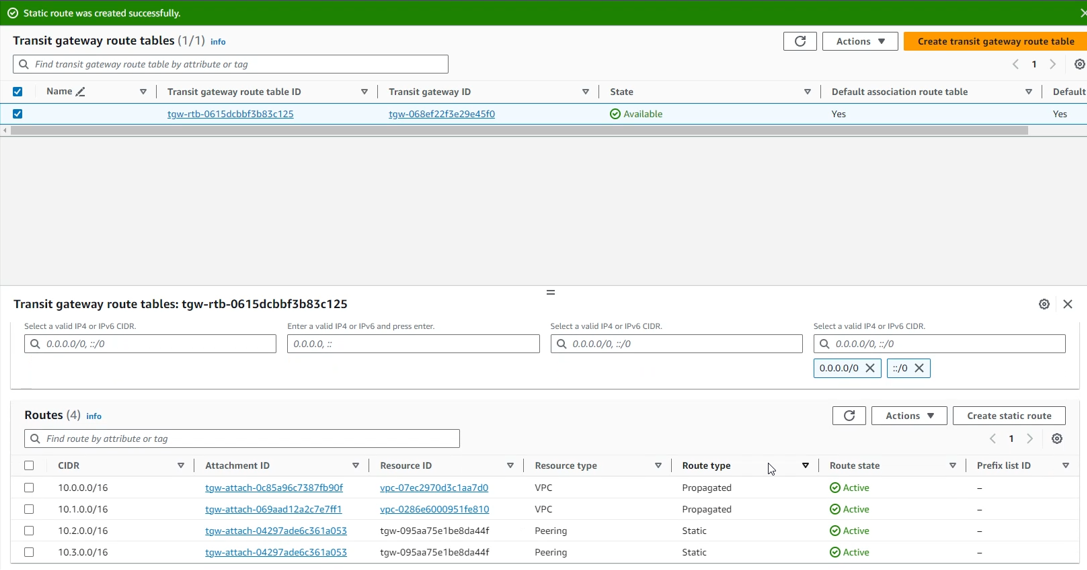 Static route was created successfully.
Transit gateway route tables (1/1) info
Actions ▼
Create transit gateway route table
Find transit gateway route table by attribute or tag
1
Name
Transit gateway route table ID
Transit gateway ID
State
Default association route table
Default
tgw-rtb-0615dcbbf3b83c125
tgw-068ef22f3e29e45f0
Available
Yes
Yes
Transit gateway route tables: tgw-rtb-0615dcbbf3b83c125
Select a valid IP4 or IPv6 CIDR.
Enter a valid IP4 or IPv6 and press enter.
Select a valid IP4 or IPv6 CIDR.
Select a valid IP4 or IPv6 CIDR.
0.0.0.0/0, ::/0
0.0.0.0, ::
0.0.0.0/0, ::/0
0.0.0.0/0, ::/0
0.0.0.0/0
::/0
Routes (4) info
Actions ▼
Create static route
Find route by attribute or tag
1
CIDR
Attachment ID
Resource ID
Resource type
Route type
Route state
Prefix list ID
10.0.0.0/16
tgw-attach-0c85a96c7387fb90f
vpc-07ec2970d3c1aa7d0
VPC
Propagated
Active
–
10.1.0.0/16
tgw-attach-069aad12a2c7e7ff1
vpc-0286e6000951fe810
VPC
Propagated
Active
–
10.2.0.0/16
tgw-attach-04297ade6c361a053
tgw-095aa75e1be8da44f
Peering
Static
Active
–
10.3.0.0/16
tgw-attach-04297ade6c361a053
tgw-095aa75e1be8da44f
Peering
Static
Active
–